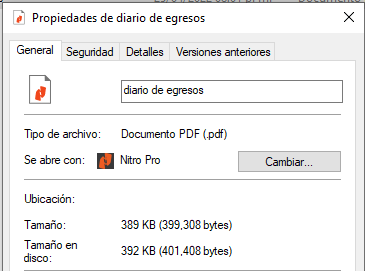 Propiedades de diario de egresos
General Seguridad Detalles Versiones anteriores
diario de egresos
Tipo de archivo: Documento PDF (.pdf)
Se abre con: Nitro Pro Cambiar...
Ubicación:
Tamaño: 389 KB (399,308 bytes)
Tamaño en
disco: 392 KB (401,408 bytes)